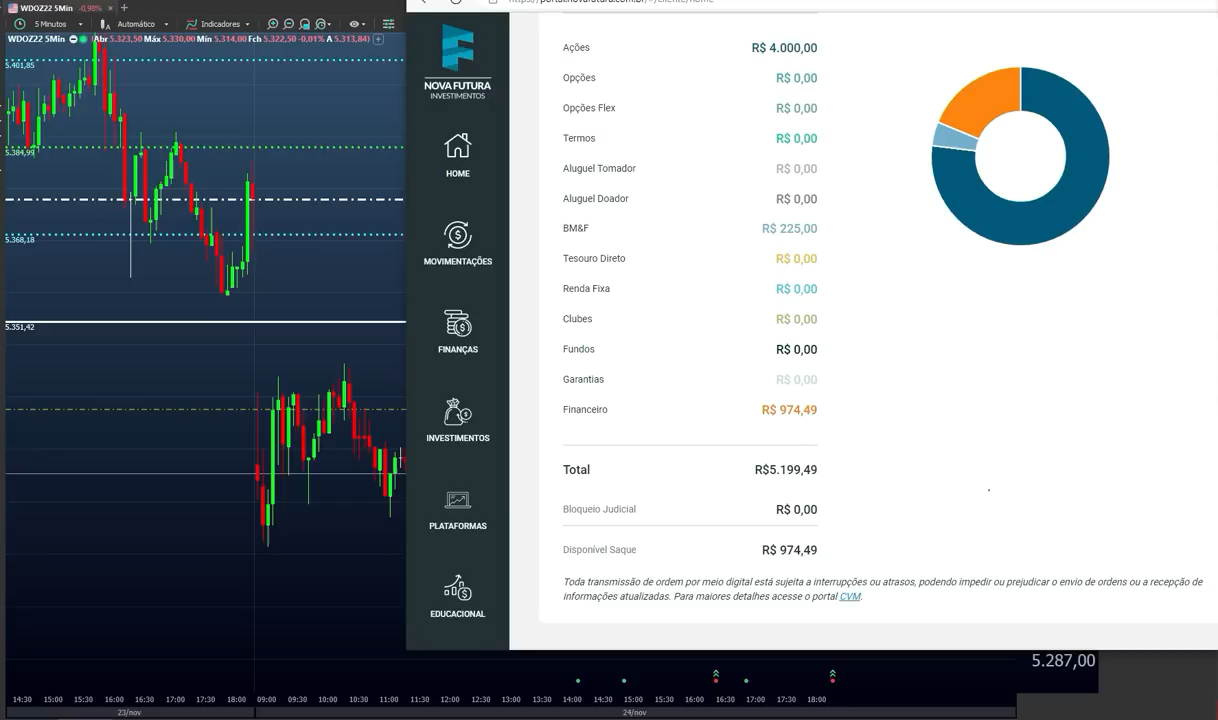 WDOZ22 5Min -0,98%
5 Minutos Automático Indicadores
WDOZ22 5Min (Abr 5.323,50 Máx 5.330,00 Mín 5.314,00 Fch 5.322,50 -0,01% A 5.313,84)
5.401,85
5.384,99
5.368,18
5.351,42
NOVA FUTURA
INVESTIMENTOS
HOME
MOVIMENTAÇÕES
FINANÇAS
INVESTIMENTOS
PLATAFORMAS
EDUCACIONAL
Ações R$ 4.000,00
Opções R$ 0,00
Opções Flex R$ 0,00
Termos R$ 0,00
Aluguel Tomador R$ 0,00
Aluguel Doador R$ 0,00
BM&F R$ 225,00
Tesouro Direto R$ 0,00
Renda Fixa R$ 0,00
Clubes R$ 0,00
Fundos R$ 0,00
Garantias R$ 0,00
Financeiro R$ 974,49
Total R$5.199,49
Bloqueio Judicial R$ 0,00
Disponível Saque R$ 974,49
Toda transmissão de ordem por meio digital está sujeita a interrupções ou atrasos, podendo impedir ou prejudicar o envio de ordens ou a recepção de
informações atualizadas. Para maiores detalhes acesse o portal CVM.
5.287,00
14:30 15:00 15:30 16:00 16:30 17:00 17:30 18:00 09:00 09:30 10:00 10:30 11:00 11:30 12:00 12:30 13:00 13:30 14:00 14:30 15:00 15:30 16:00 16:30 17:00 17:30 18:00
23/nov 24/nov